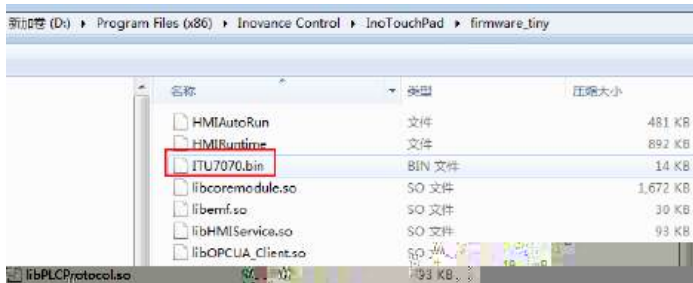 新加卷 (D:) ▸ Program Files (x86) ▸ Inovance Control ▸ InoTouchPad ▸ firmware_tiny
名称 类型 压缩大小
HMIAutoRun 文件 481 KB
HMIRuntime 文件 892 KB
ITU7070.bin BIN 文件 14 KB
libcoremodule.so SO 文件 1,672 KB
libemf.so SO 文件 30 KB
libHMIService.so SO 文件 93 KB
libOPCUA_Client.so SO
libPLCProtocol.so 93 KB